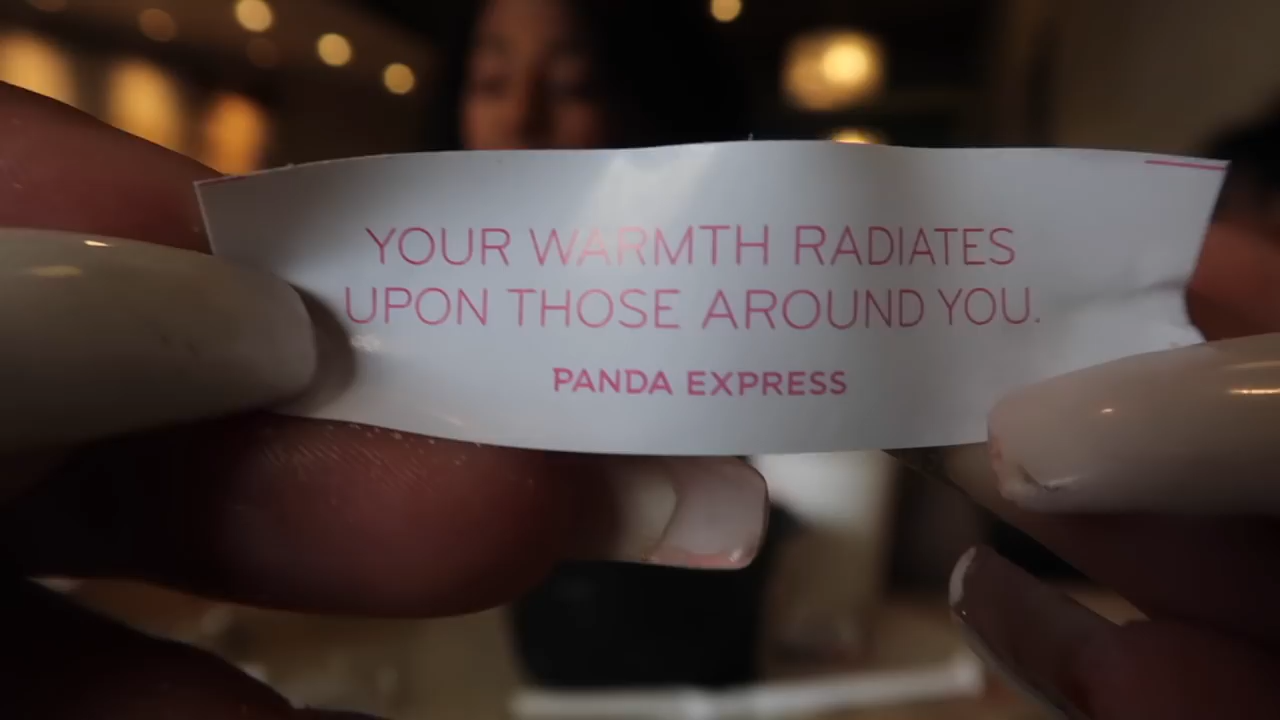 YOUR WARMTH RADIATES
UPON THOSE AROUND YOU.
PANDA EXPRESS